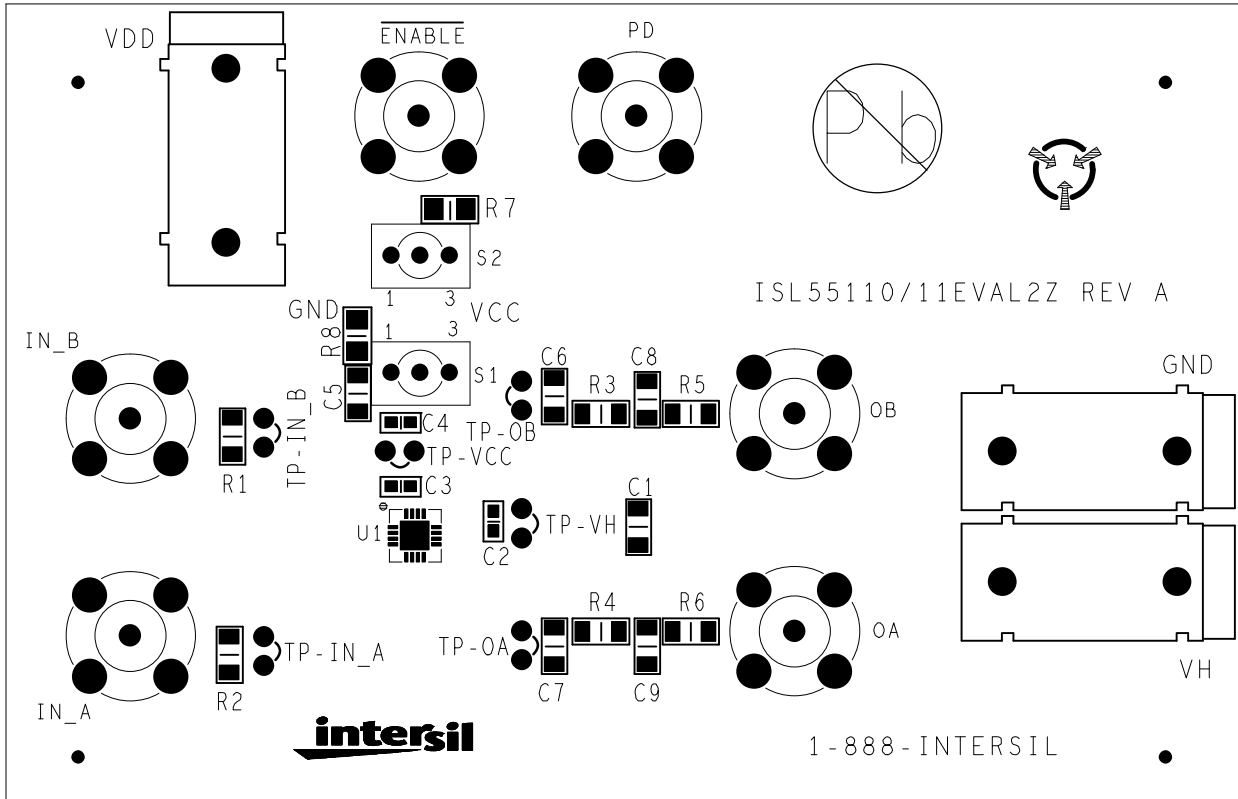 VDD
ENABLE
PD
Pb
R7
S2
1 3
GND
VCC
R8
1 3
S1
C5
ISL55110/11EVAL2Z REV A
IN_B
R1
TP-IN_B
C4
TP-VCC
C3
U1
C6
C8
R3
R5
TP-OB
OB
GND
C2
TP-VH
C1
IN_A
R2
TP-IN_A
TP-OA
R4
R6
C7
C9
OA
VH
intersil
1-888-INTERSIL